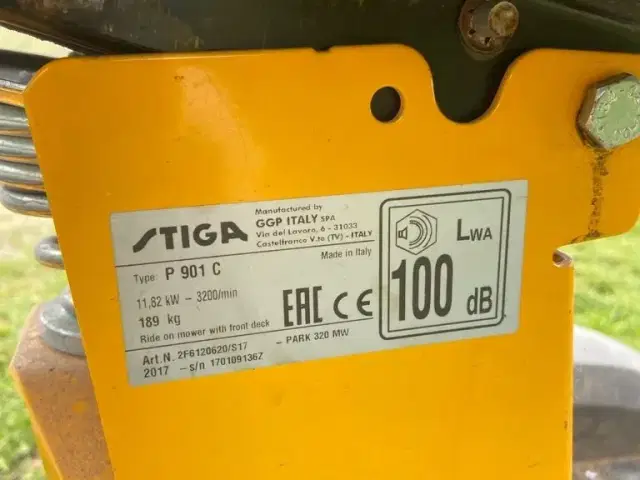 STIGA
Manufactured by
GGP ITALY SPA
Via del Lavoro, 6 - 31033
Castelfranco V.to (TV) - ITALY
Type: P 901 C
Made in Italy
11,82 kW - 3200/min
189 kg
Ride on mower with front deck
EAC CE
LWA
100 dB
Art.N. 2F6120620/S17 - PARK 320 MW
2017 - s/n 170109136Z